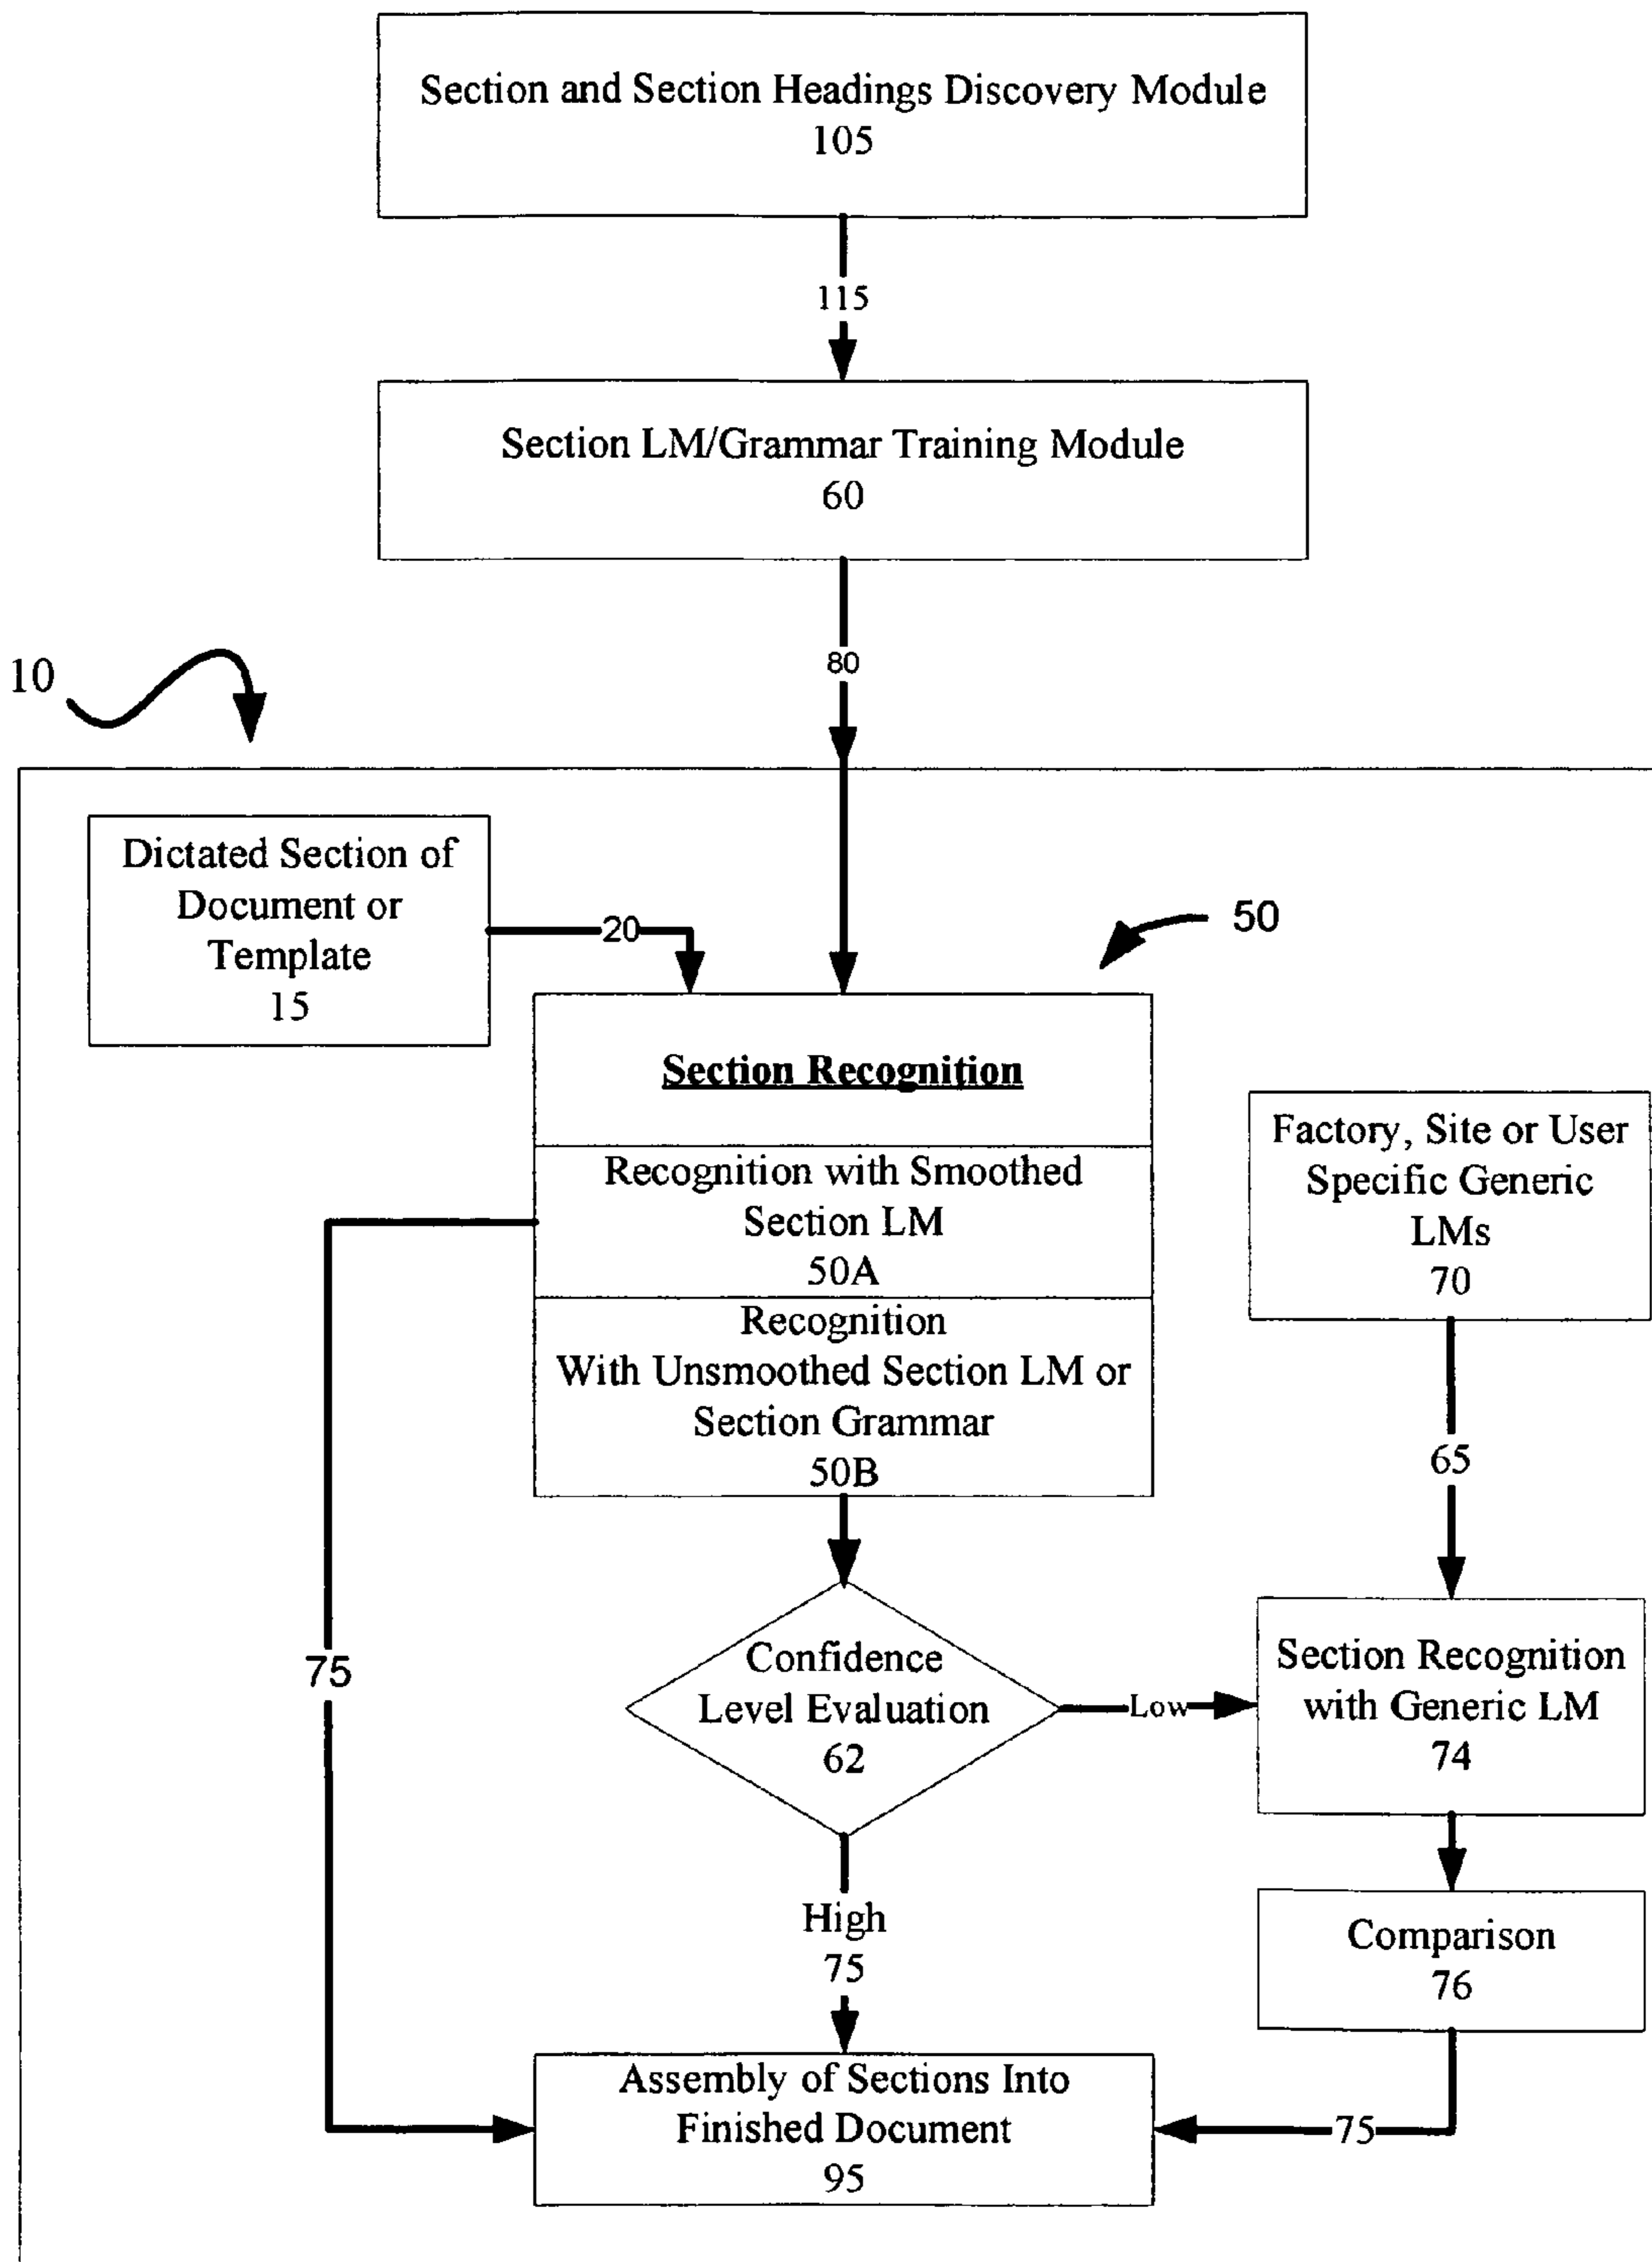 Section and Section Headings Discovery Module
105
115
Section LM/Grammar Training Module
60
80
10
Dictated Section of
Document or
Template
15
20
50
Section Recognition
Recognition with Smoothed
Section LM
50A
Recognition
With Unsmoothed Section LM or
Section Grammar
50B
Factory, Site or User
Specific Generic
LMs
70
65
75
Confidence
Level Evaluation
62
Low
Section Recognition
with Generic LM
74
High
75
Comparison
76
Assembly of Sections Into
Finished Document
95
75